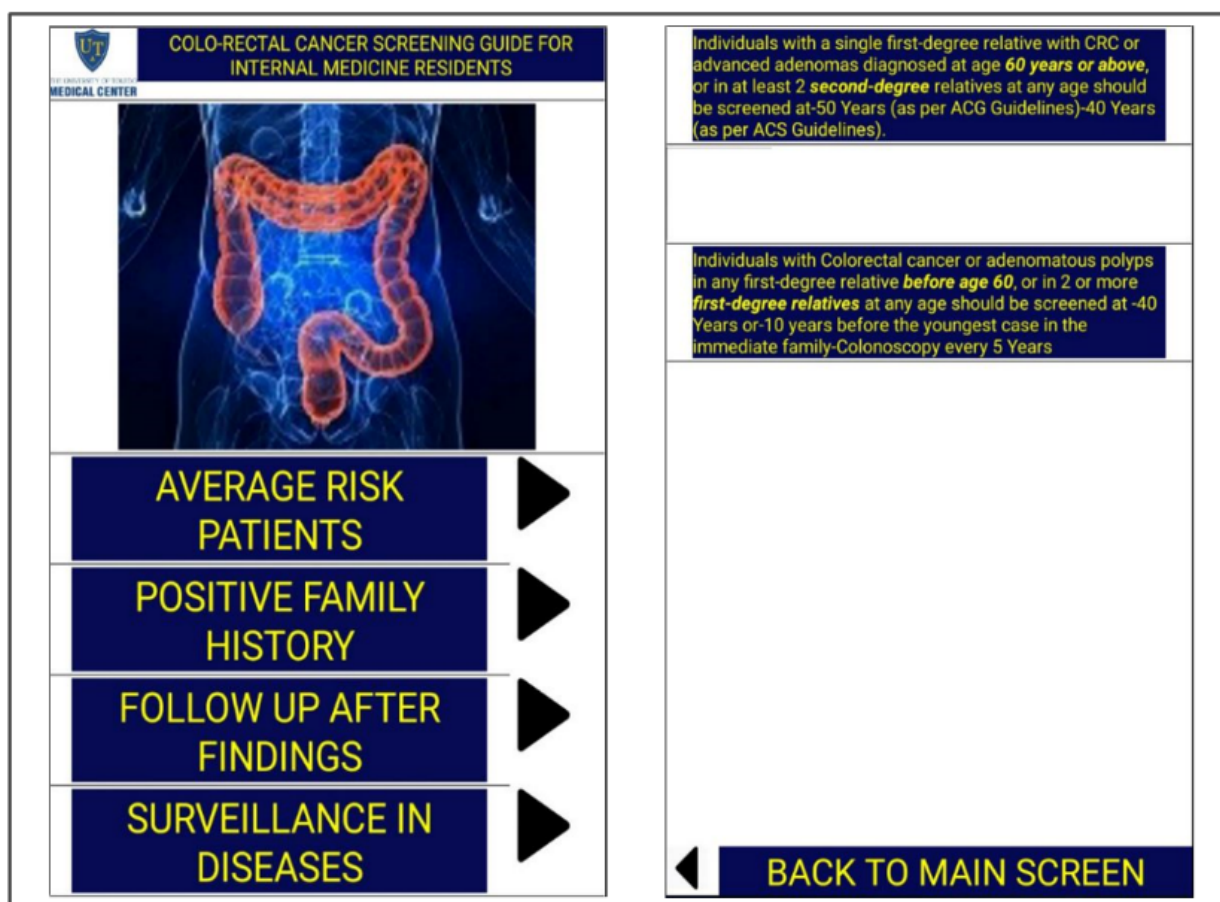 UT
COLO-RECTAL CANCER SCREENING GUIDE FOR
INTERNAL MEDICINE RESIDENTS
THE UNIVERSITY OF TOLEDO
MEDICAL CENTER
AVERAGE RISK
PATIENTS
POSITIVE FAMILY
HISTORY
FOLLOW UP AFTER
FINDINGS
SURVEILLANCE IN
DISEASES
Individuals with a single first-degree relative with CRC or
advanced adenomas diagnosed at age 60 years or above,
or in at least 2 second-degree relatives at any age should
be screened at-50 Years (as per ACG Guidelines)-40 Years
(as per ACS Guidelines).
Individuals with Colorectal cancer or adenomatous polyps
in any first-degree relative before age 60, or in 2 or more
first-degree relatives at any age should be screened at -40
Years or-10 years before the youngest case in the
immediate family-Colonoscopy every 5 Years
BACK TO MAIN SCREEN